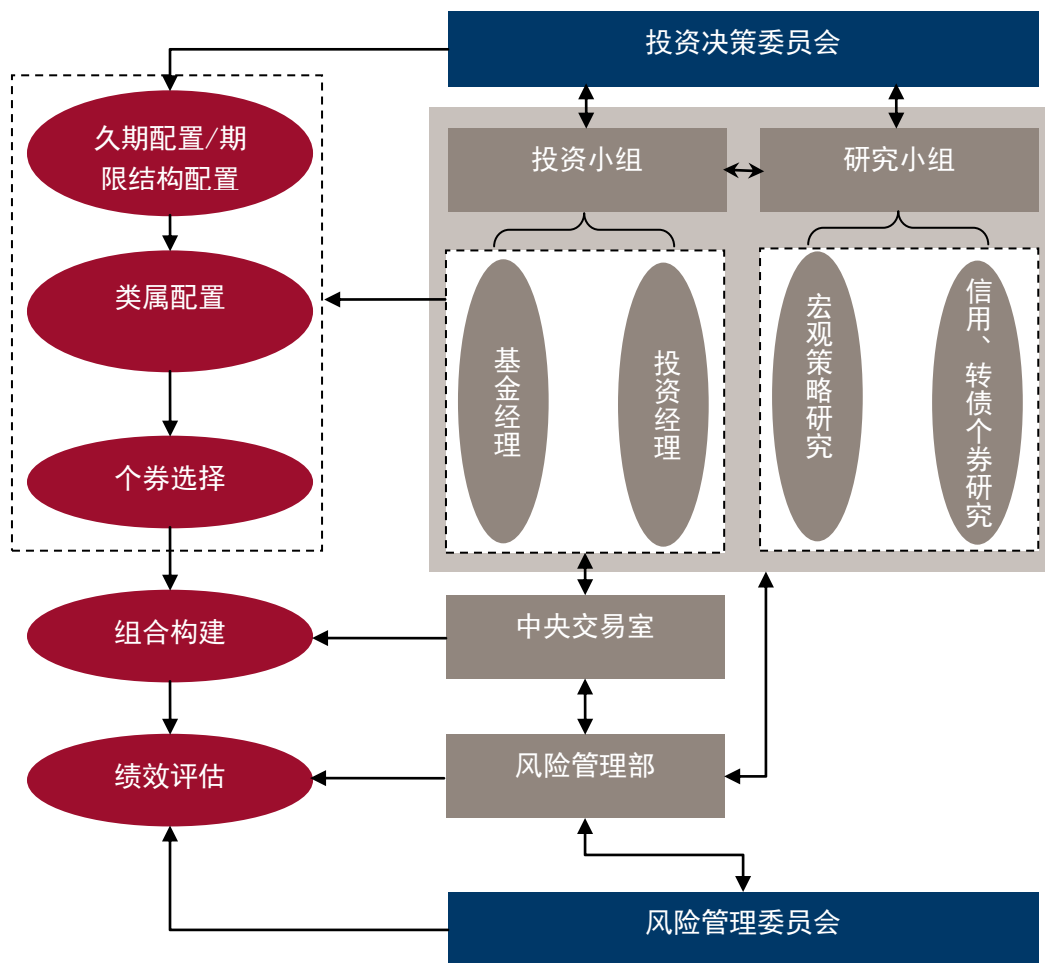 投资决策委员会
久期配置/期
限结构配置
投资小组
研究小组
类属配置
基金经理
投资经理
宏观策略研究
信用、转债个券研究
个券选择
组合构建
中央交易室
绩效评估
风险管理部
风险管理委员会